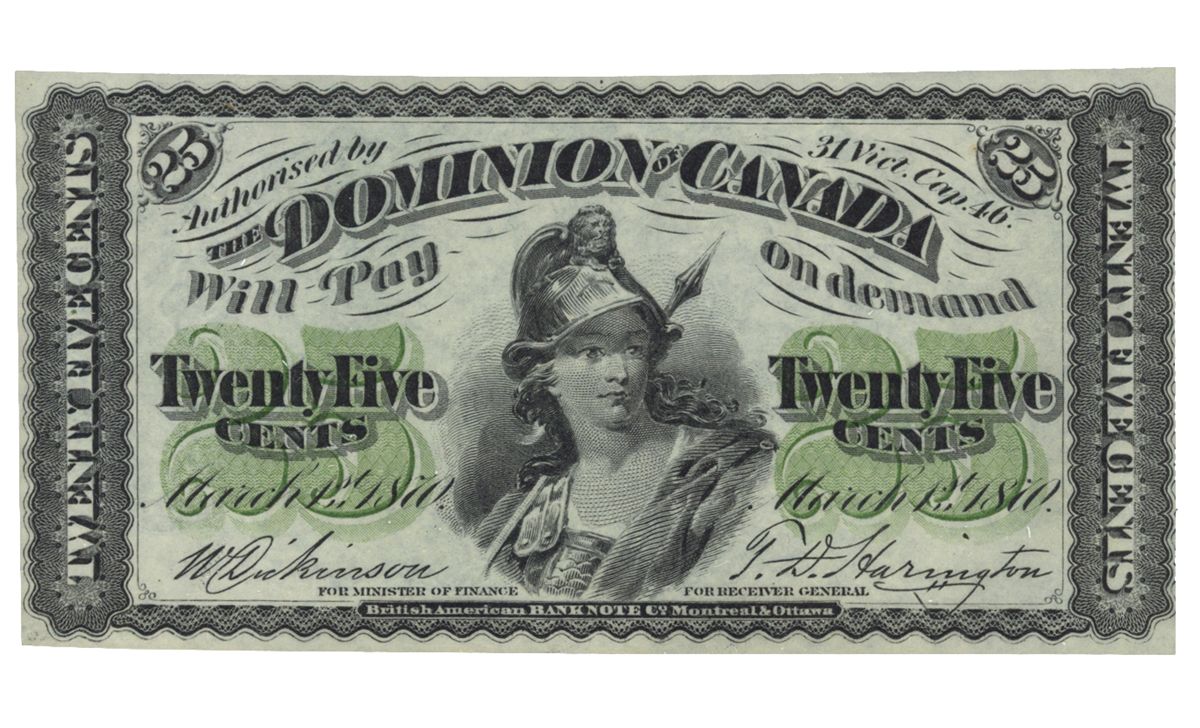 25
25
Authorised by
31 Vict. Cap. 46.
THE DOMINION OF CANADA
Will Pay
on demand
25
25
Twenty Five
CENTS
Twenty Five
CENTS
March 1st. 1870.
March 1st. 1870.
W Dickinson
T. D. Harington
FOR MINISTER OF FINANCE
FOR RECEIVER GENERAL
British American BANK NOTE Co Montreal & Ottawa
TWENTY FIVE CENTS
TWENTY FIVE CENTS